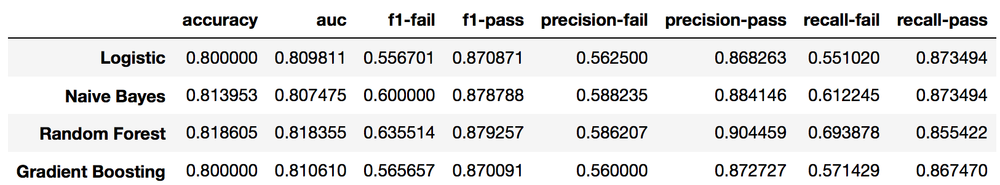 accuracy auc f1-fail f1-pass precision-fail precision-pass recall-fail recall-pass
Logistic 0.800000 0.809811 0.556701 0.870871 0.562500 0.868263 0.551020 0.873494
Naive Bayes 0.813953 0.807475 0.600000 0.878788 0.588235 0.884146 0.612245 0.873494
Random Forest 0.818605 0.818355 0.635514 0.879257 0.586207 0.904459 0.693878 0.855422
Gradient Boosting 0.800000 0.810610 0.565657 0.870091 0.560000 0.872727 0.571429 0.867470